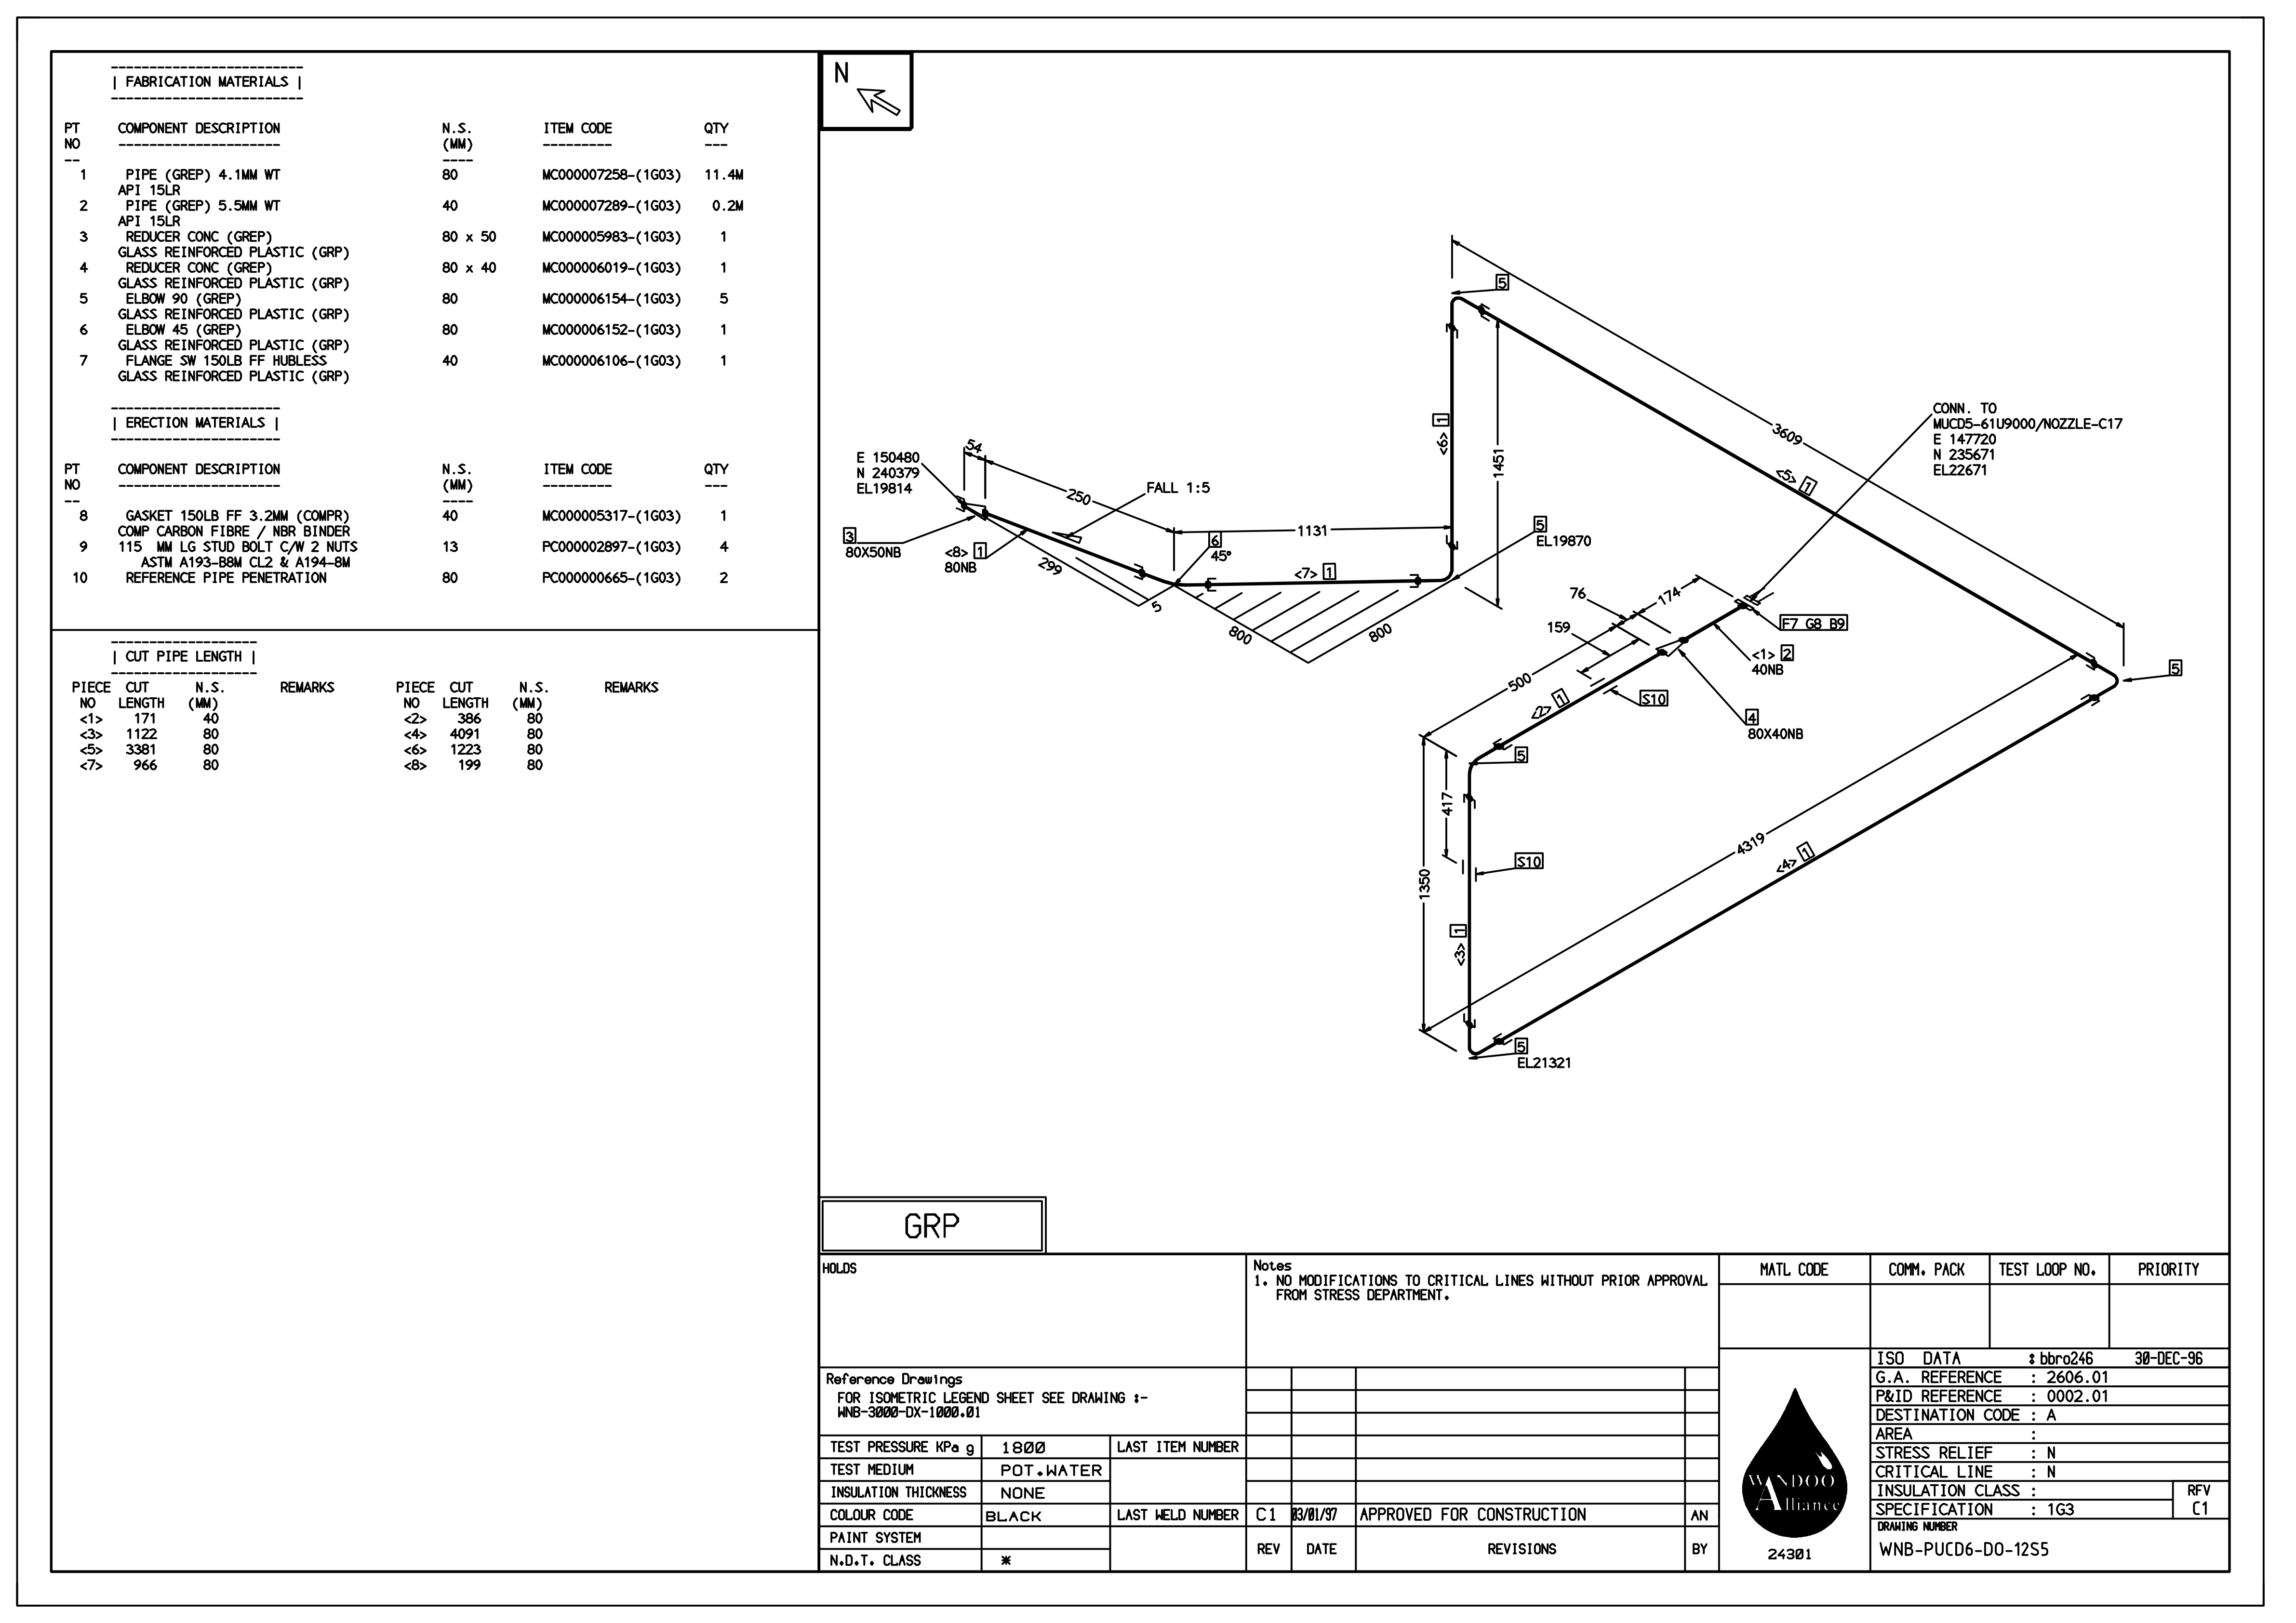 | FABRICATION MATERIALS |
PT NO COMPONENT DESCRIPTION N.S. (MM) ITEM CODE QTY
1 PIPE (GREP) 4.1MM WT 80 MC000007258-(1G03) 11.4M
API 15LR
2 PIPE (GREP) 5.5MM WT 40 MC000007289-(1G03) 0.2M
API 15LR
3 REDUCER CONC (GREP) 80 x 50 MC000005983-(1G03) 1
GLASS REINFORCED PLASTIC (GRP)
4 REDUCER CONC (GREP) 80 x 40 MC000006019-(1G03) 1
GLASS REINFORCED PLASTIC (GRP)
5 ELBOW 90 (GREP) 80 MC000006154-(1G03) 5
GLASS REINFORCED PLASTIC (GRP)
6 ELBOW 45 (GREP) 80 MC000006152-(1G03) 1
GLASS REINFORCED PLASTIC (GRP)
7 FLANGE SW 150LB FF HUBLESS 40 MC000006106-(1G03) 1
GLASS REINFORCED PLASTIC (GRP)
| ERECTION MATERIALS |
PT NO COMPONENT DESCRIPTION N.S. (MM) ITEM CODE QTY
8 GASKET 150LB FF 3.2MM (COMPR) 40 MC000005317-(1G03) 1
COMP CARBON FIBRE / NBR BINDER
9 115 MM LG STUD BOLT C/W 2 NUTS 13 PC000002897-(1G03) 4
ASTM A193-B8M CL2 & A194-8M
10 REFERENCE PIPE PENETRATION 80 PC000000665-(1G03) 2
| CUT PIPE LENGTH |
PIECE NO CUT LENGTH N.S. (MM) REMARKS PIECE NO CUT LENGTH N.S. (MM) REMARKS
<1> 171 40 <2> 386 80
<3> 1122 80 <4> 4091 80
<5> 3381 80 <6> 1223 80
<7> 966 80 <8> 199 80
N
5
3609
CONN. TO
MUCD5-61U9000/NOZZLE-C17
E 147720
N 235671
EL22671
<6> 1
1451
<5> 1
54
E 150480
N 240379
EL19814
250
FALL 1:5
1131
3
80X50NB
<8> 1
80NB
299
5
6
45°
<7> 1
5
EL19870
800
800
76
174
159
F7 G8 B9
<1> 2
40NB
500
<2> 1
S10
4
80X40NB
5
5
417
1350
S10
4319
<4> 1
<3> 1
5
EL21321
GRP
HOLDS
Notes
1. NO MODIFICATIONS TO CRITICAL LINES WITHOUT PRIOR APPROVAL
FROM STRESS DEPARTMENT.
MATL CODE COMM. PACK TEST LOOP NO. PRIORITY
Reference Drawings
FOR ISOMETRIC LEGEND SHEET SEE DRAWING :-
WNB-3000-DX-1000.01
TEST PRESSURE KPa g 1800 LAST ITEM NUMBER
TEST MEDIUM POT.WATER
INSULATION THICKNESS NONE
COLOUR CODE BLACK LAST WELD NUMBER
PAINT SYSTEM
N.D.T. CLASS *
C1 03/01/97 APPROVED FOR CONSTRUCTION AN
REV DATE REVISIONS BY
WANDOO
Alliance
24301
ISO DATA : bbro246 30-DEC-96
G.A. REFERENCE : 2606.01
P&ID REFERENCE : 0002.01
DESTINATION CODE : A
AREA :
STRESS RELIEF : N
CRITICAL LINE : N
INSULATION CLASS : RFV
SPECIFICATION : 1G3 C1
DRAWING NUMBER
WNB-PUCD6-DO-12S5